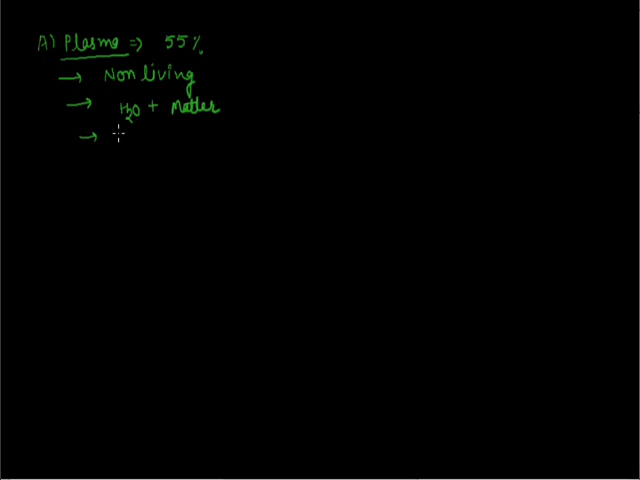 A) Plasma => 55%
→ Non living
→ H2O + Matter
→